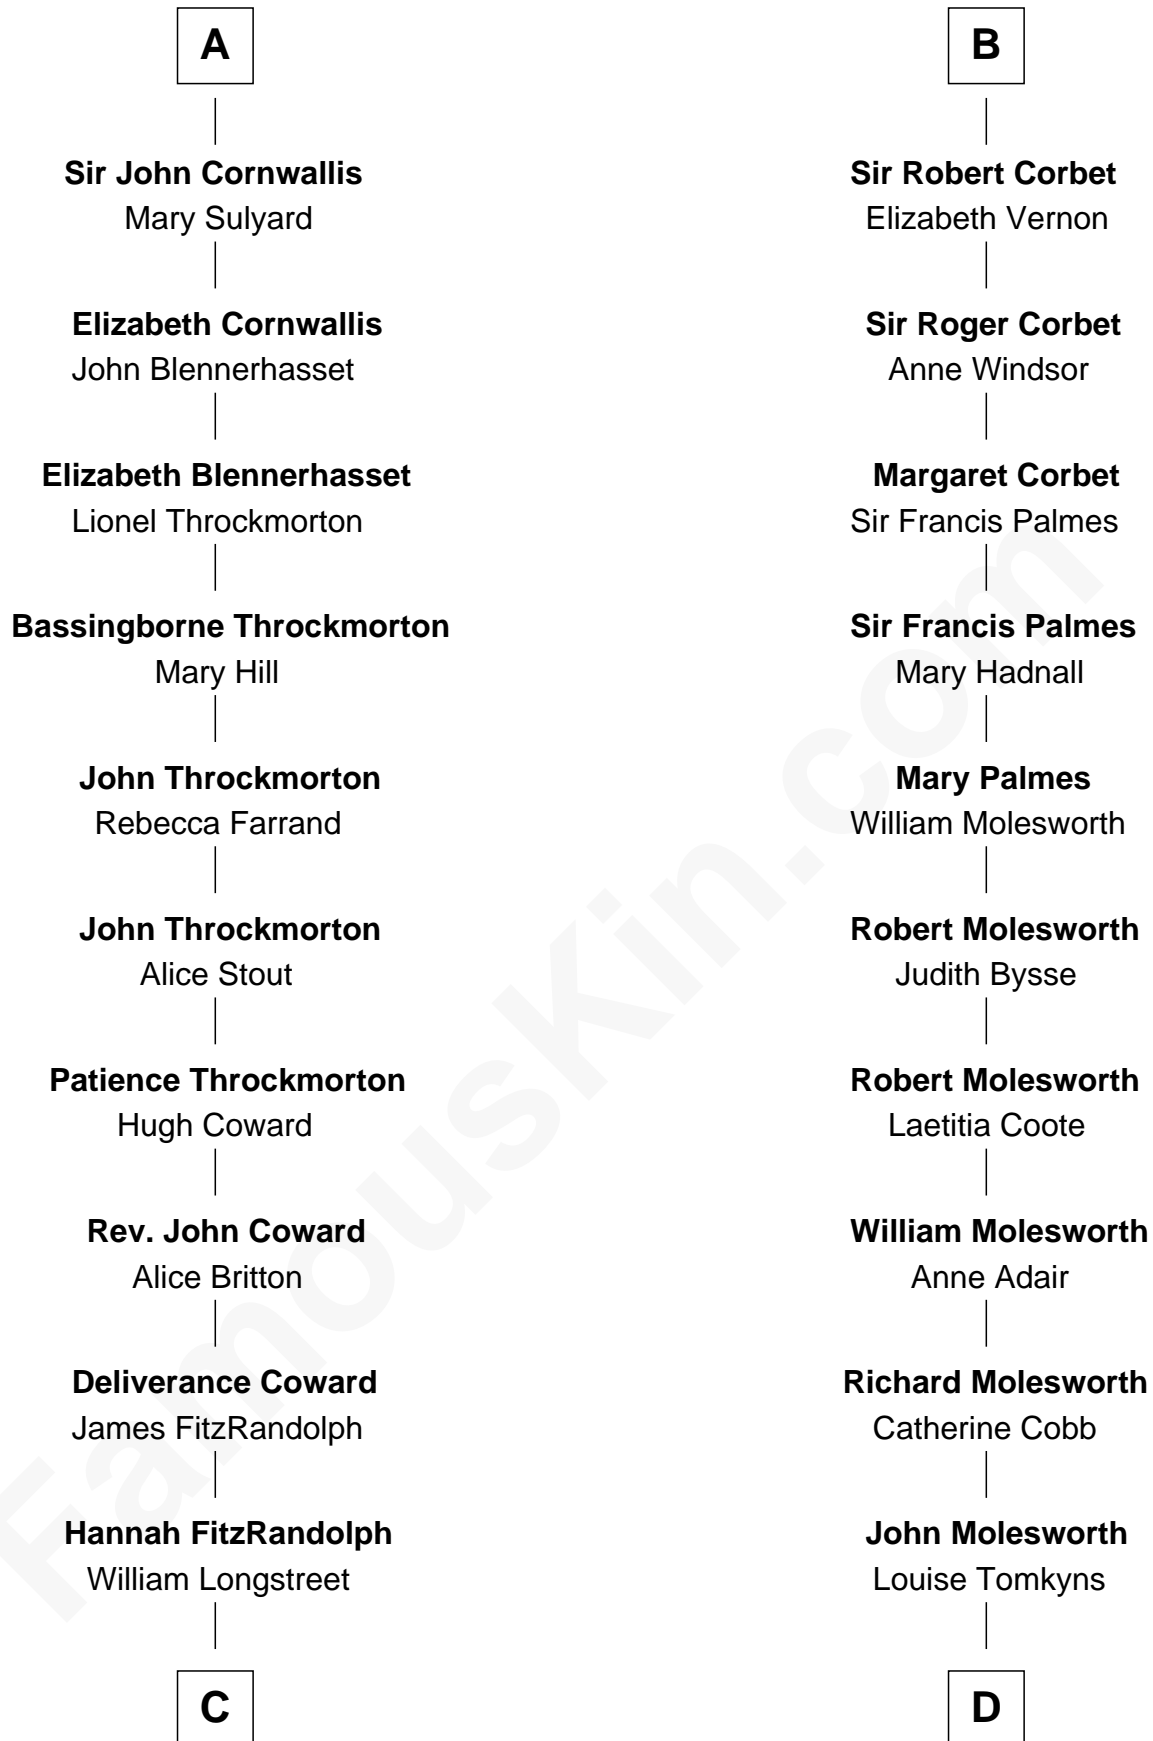 A
Sir John Cornwallis
Mary Sulyard
Elizabeth Cornwallis
John Blennerhasset
Elizabeth Blennerhasset
Lionel Throckmorton
Bassingborne Throckmorton
Mary Hill
John Throckmorton
Rebecca Farrand
John Throckmorton
Alice Stout
Patience Throckmorton
Hugh Coward
Rev. John Coward
Alice Britton
Deliverance Coward
James FitzRandolph
Hannah FitzRandolph
William Longstreet
C
B
Sir Robert Corbet
Elizabeth Vernon
Sir Roger Corbet
Anne Windsor
Margaret Corbet
Sir Francis Palmes
Sir Francis Palmes
Mary Hadnall
Mary Palmes
William Molesworth
Robert Molesworth
Judith Bysse
Robert Molesworth
Laetitia Coote
William Molesworth
Anne Adair
Richard Molesworth
Catherine Cobb
John Molesworth
Louise Tomkyns
D
FamousKin.com